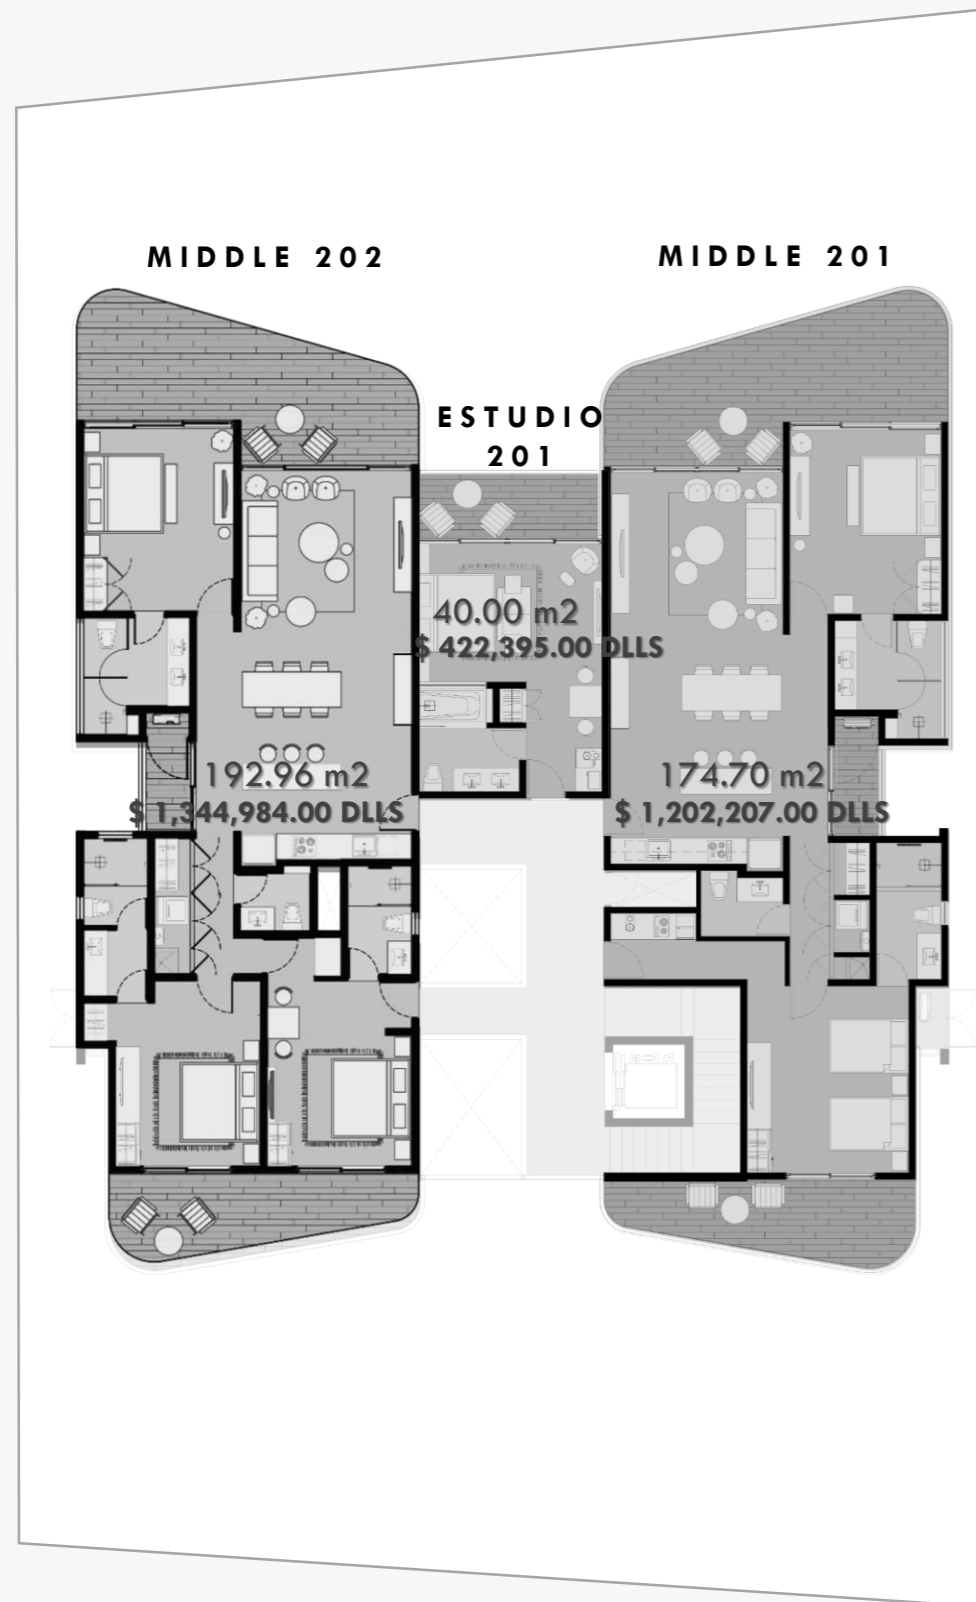 MIDDLE 202
MIDDLE 201
ESTUDIO
201
40.00 m2
$ 422,395.00 DLLS
192.96 m2
$ 1,344,984.00 DLLS
174.70 m2
$ 1,202,207.00 DLLS